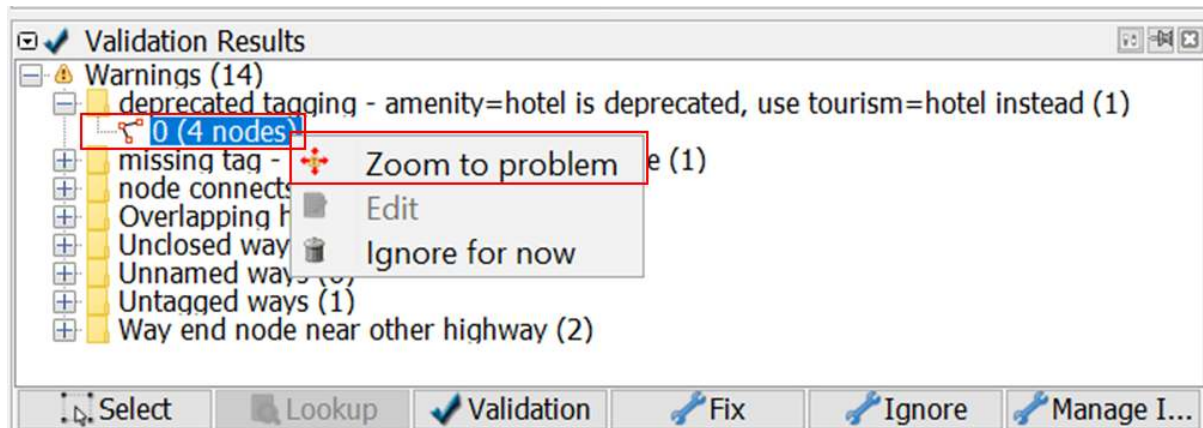 Validation Results
Warnings (14)
deprecated tagging - amenity=hotel is deprecated, use tourism=hotel instead (1)
0 (4 nodes)
missing tag - e (1)
Zoom to problem
node connects
Edit
Overlapping h
Unclosed way
Ignore for now
Unnamed ways
Untagged ways (1)
Way end node near other highway (2)
Select Lookup Validation Fix Ignore Manage I...